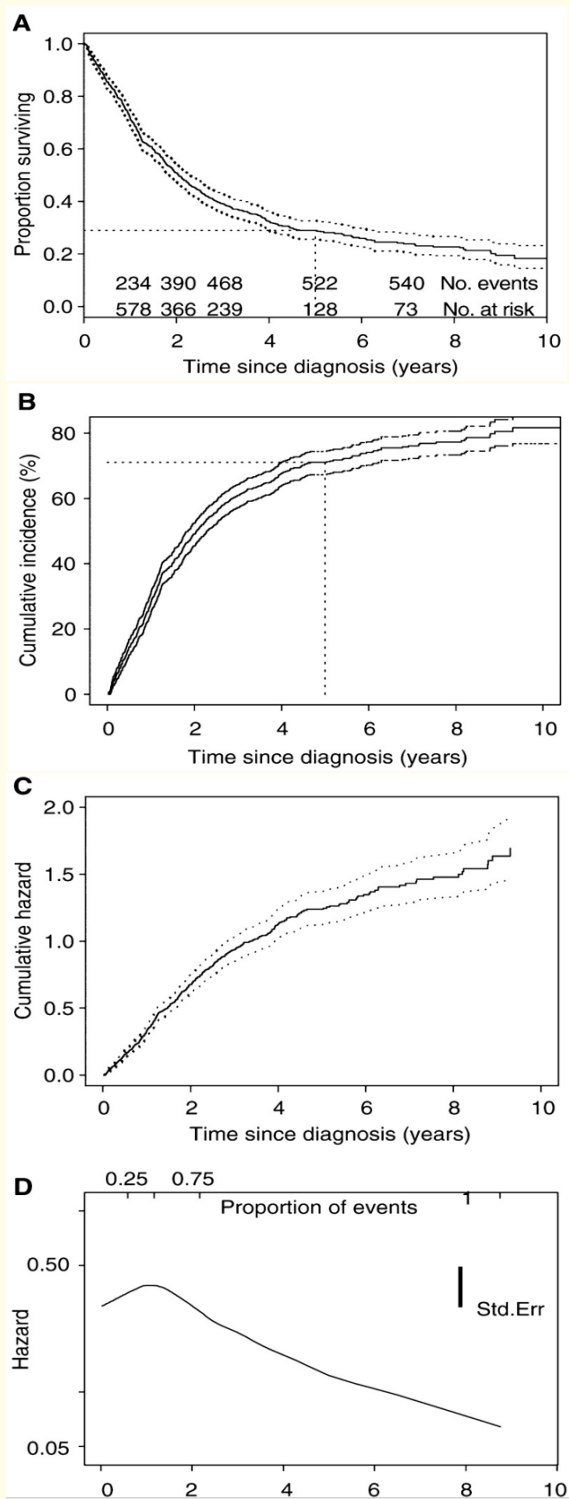 A
Proportion surviving
1.0
0.8
0.6
0.4
0.2
0.0
234 390 468 522 540 No. events
578 366 239 128 73 No. at risk
0 2 4 6 8 10
Time since diagnosis (years)
B
Cumulative incidence (%)
80
60
40
20
0
0 2 4 6 8 10
Time since diagnosis (years)
C
Cumulative hazard
2.0
1.5
1.0
0.5
0.0
0 2 4 6 8 10
Time since diagnosis (years)
D
0.25 0.75 1
Proportion of events
Hazard
0.50
Std.Err
0.05
0 2 4 6 8 10